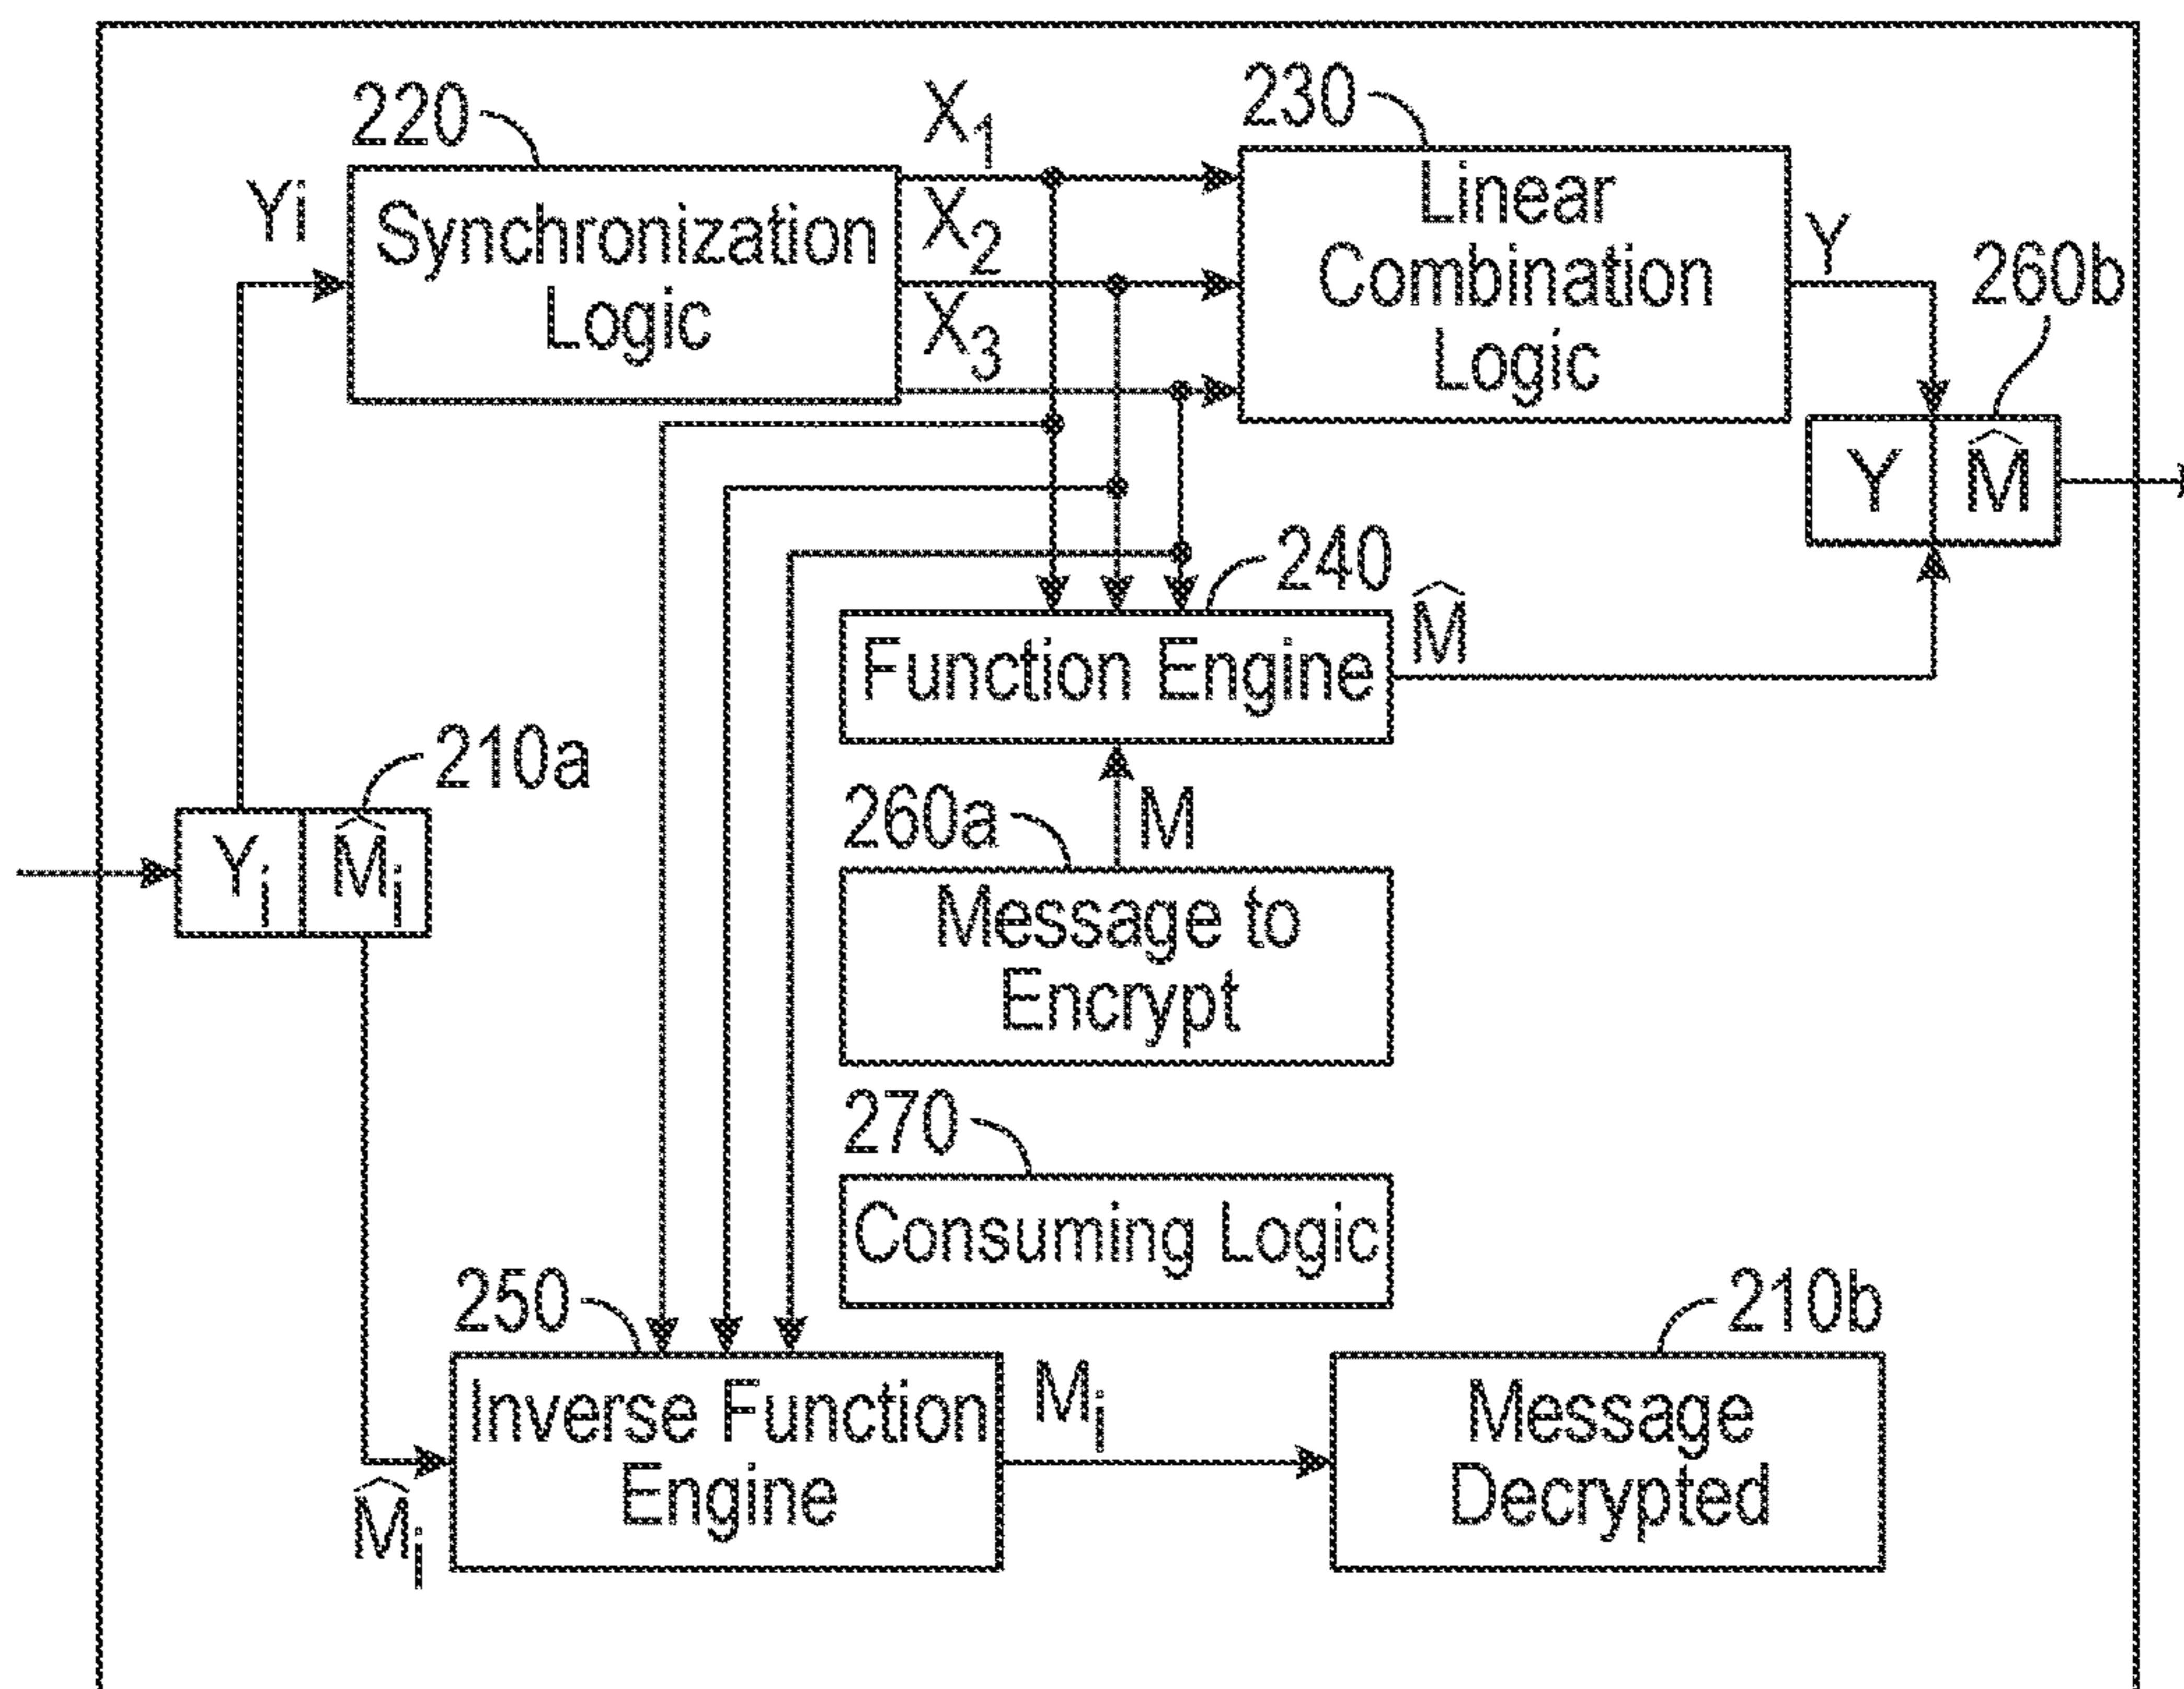 220
X₁
230
Yi
Synchronization
Logic
X₂
X₃
Linear
Combination
Logic
Y
260b
Y
M̂
240
Function Engine
M̂
210a
Yᵢ
M̂ᵢ
260a
M
Message to
Encrypt
270
Consuming Logic
250
Inverse Function
Engine
M̂ᵢ
Mᵢ
210b
Message
Decrypted